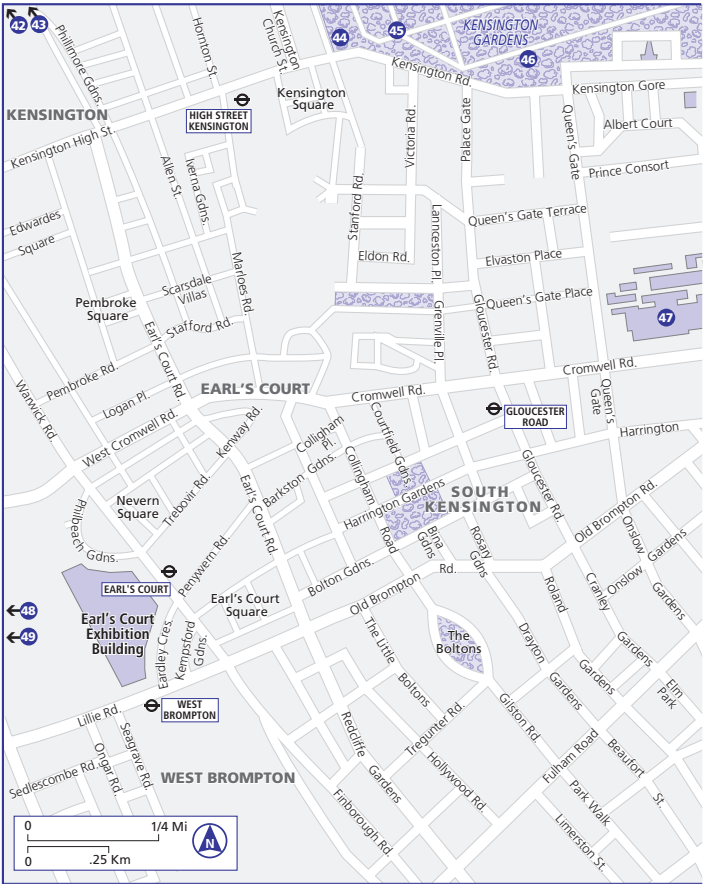 42
43
Phillimore Gdns.
Hornton St.
Kensington
Church St.
44
45
KENSINGTON
GARDENS
46
Kensington Rd.
Kensington Gore
KENSINGTON
HIGH STREET
KENSINGTON
Kensington
Square
Kensington High St.
Albert Court
Queen's Gate
Prince Consort
Allen St.
Iverna Gdns.
Victoria Rd.
Palace Gate
Stanford Rd.
Lannceston Pl.
Queen's Gate Terrace
Edwardes
Square
Eldon Rd.
Elvaston Place
Marloes Rd.
Scarsdale
Villas
Queen's Gate Place
Pembroke
Square
Stafford Rd.
Grenville Pl.
Gloucester Rd.
47
Earl's Court Rd.
Pembroke Rd.
Logan Pl.
EARL'S COURT
Cromwell Rd.
Cromwell Rd.
Queen's
Gate
Warwick Rd.
West Cromwell Rd.
Kenway Rd.
GLOUCESTER
ROAD
Colligham
Pl.
Courtfield Gdns.
Harrington
Barkston Gdns.
Collingham
Road
Harrington Gardens
SOUTH
KENSINGTON
Gloucester Rd.
Trebovir Rd.
Nevern
Square
Earl's Court Rd.
Philbeach
Gdns.
Old Brompton Rd.
Onslow
Gardens
Bina
Gdns
Rosary
Gdns
Onslow Gardens
Penywern Rd.
EARL'S COURT
Bolton Gdns.
Old Brompton
Rd.
Roland
Gardens
Cranley
Gardens
Earl's Court
Square
48
49
Earl's Court
Exhibition
Building
Eardley Cres.
Kempsford
Gdns.
The Little
Boltons
The
Boltons
Drayton
Gardens
Elm
Park
WEST
BROMPTON
Lillie Rd.
Seagrave Rd.
Ongar Rd.
Sedlescombe Rd.
Redcliffe
Gardens
Tregunter Rd.
Gilston Rd.
Hollywood Rd.
Fulham Road
Beaufort
St.
WEST BROMPTON
Finborough Rd.
Park Walk
Limerston St.
0
1/4 Mi
0
.25 Km
N